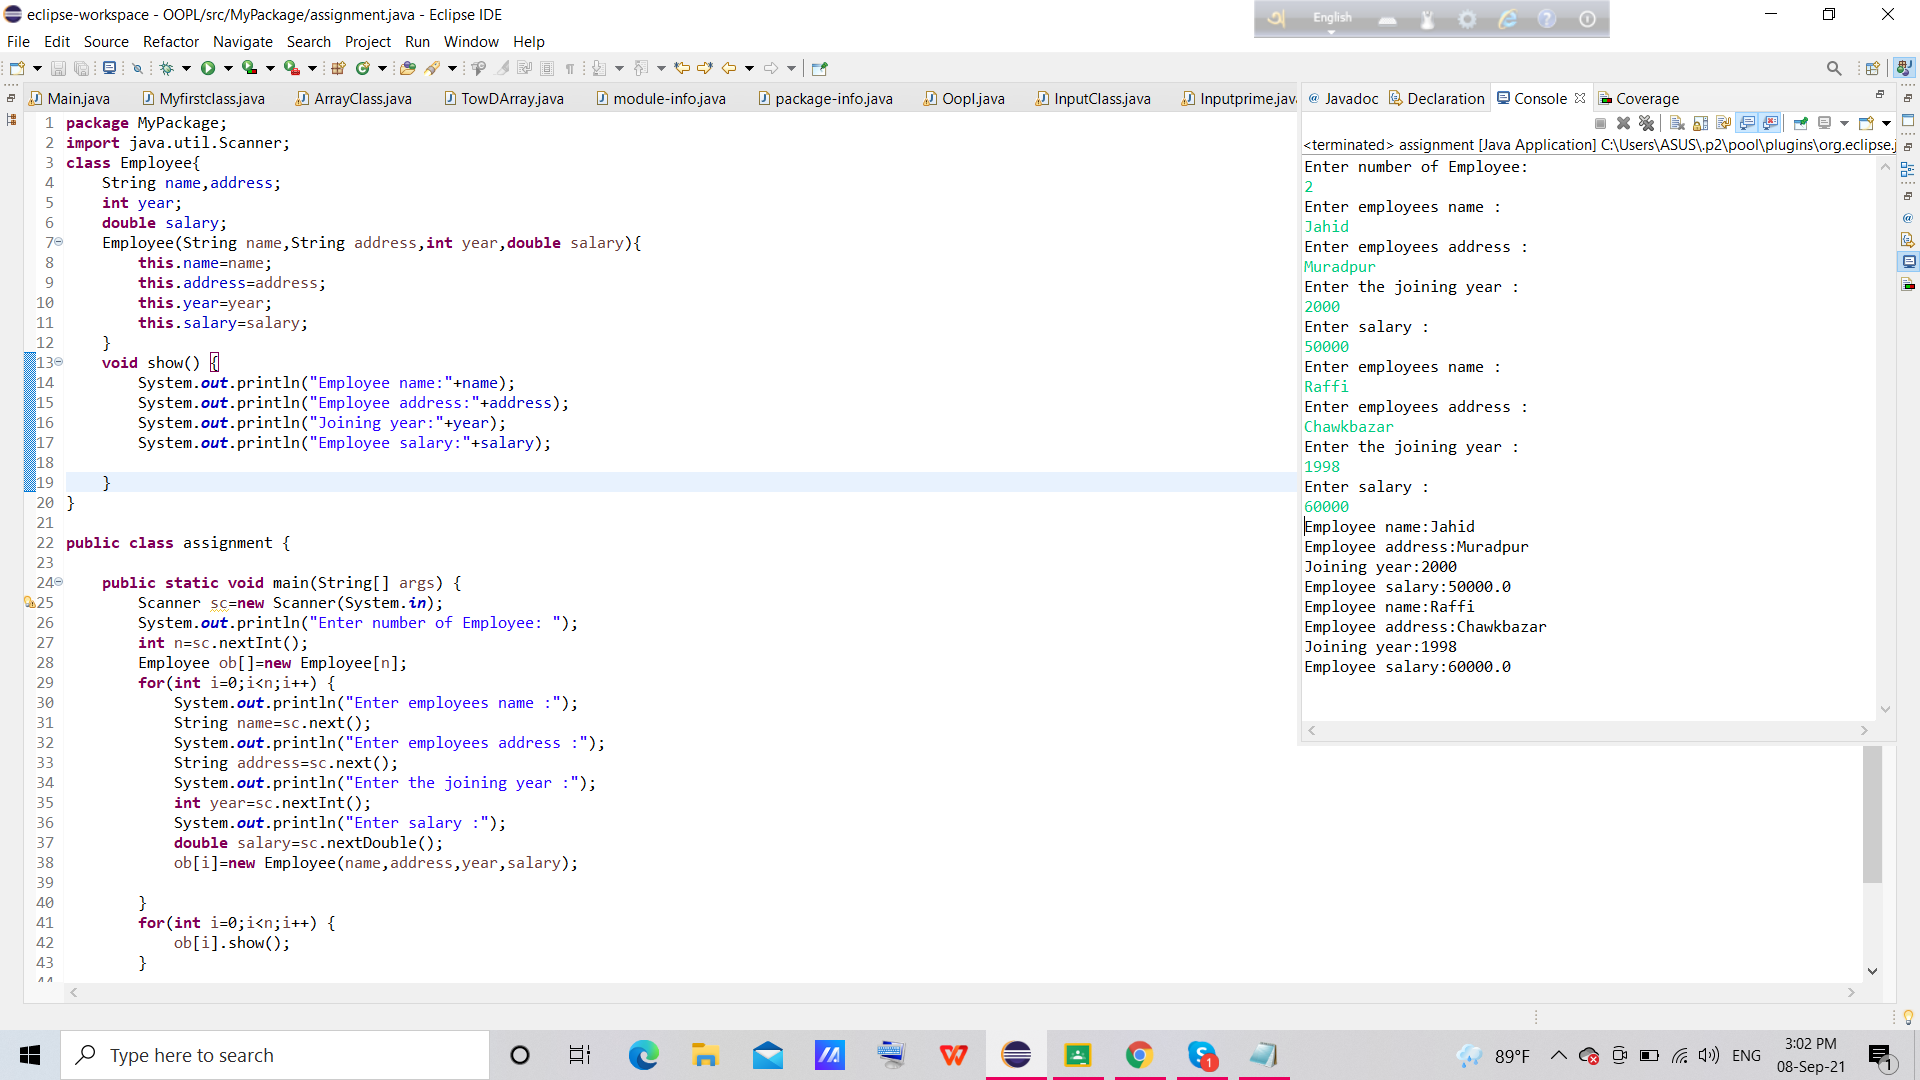 eclipse-workspace - OOPL/src/MyPackage/assignment.java - Eclipse IDE
English
File Edit Source Refactor Navigate Search Project Run Window Help
Main.java Myfirstclass.java ArrayClass.java TowDArray.java module-info.java package-info.java Oopl.java InputClass.java Inputprime.java
1 package MyPackage;
2 import java.util.Scanner;
3 class Employee{
4 String name,address;
5 int year;
6 double salary;
7 Employee(String name,String address,int year,double salary){
8 this.name=name;
9 this.address=address;
10 this.year=year;
11 this.salary=salary;
12 }
13 void show() {
14 System.out.println("Employee name:"+name);
15 System.out.println("Employee address:"+address);
16 System.out.println("Joining year:"+year);
17 System.out.println("Employee salary:"+salary);
18
19 }
20 }
21
22 public class assignment {
23
24 public static void main(String[] args) {
25 Scanner sc=new Scanner(System.in);
26 System.out.println("Enter number of Employee: ");
27 int n=sc.nextInt();
28 Employee ob[]=new Employee[n];
29 for(int i=0;i<n;i++) {
30 System.out.println("Enter employees name :");
31 String name=sc.next();
32 System.out.println("Enter employees address :");
33 String address=sc.next();
34 System.out.println("Enter the joining year :");
35 int year=sc.nextInt();
36 System.out.println("Enter salary :");
37 double salary=sc.nextDouble();
38 ob[i]=new Employee(name,address,year,salary);
39
40 }
41 for(int i=0;i<n;i++) {
42 ob[i].show();
43 }
Javadoc Declaration Console Coverage
<terminated> assignment [Java Application] C:\Users\ASUS\.p2\pool\plugins\org.eclipse.j
Enter number of Employee:
2
Enter employees name :
Jahid
Enter employees address :
Muradpur
Enter the joining year :
2000
Enter salary :
50000
Enter employees name :
Raffi
Enter employees address :
Chawkbazar
Enter the joining year :
1998
Enter salary :
60000
Employee name:Jahid
Employee address:Muradpur
Joining year:2000
Employee salary:50000.0
Employee name:Raffi
Employee address:Chawkbazar
Joining year:1998
Employee salary:60000.0
Type here to search
1
89°F
ENG
3:02 PM
08-Sep-21
1